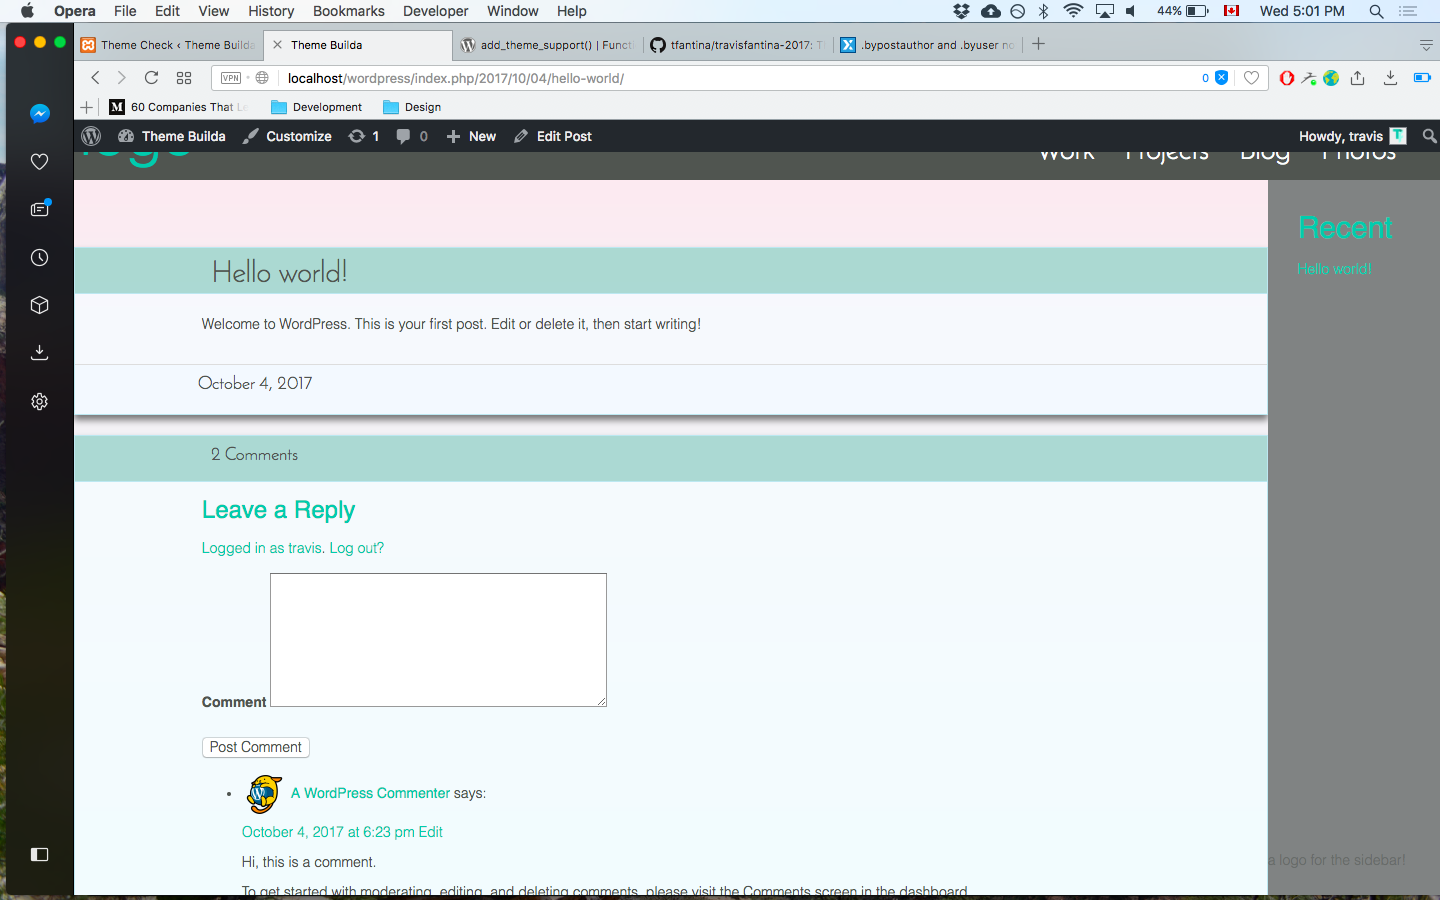 Opera File Edit View History Bookmarks Developer Window Help 44% Wed 5:01 PM
Theme Check ‹ Theme Builda Theme Builda add_theme_support() | Functi tfantina/travisfantina-2017: T .bypostauthor and .byuser no
VPN localhost/wordpress/index.php/2017/10/04/hello-world/ 0
M 60 Companies That Le Development Design
Theme Builda Customize 1 0 New Edit Post Howdy, travis T
logo Work Projects Blog Photos
Recent
Hello world!
Hello world!
Welcome to WordPress. This is your first post. Edit or delete it, then start writing!
October 4, 2017
2 Comments
Leave a Reply
Logged in as travis. Log out?
Comment
Post Comment
A WordPress Commenter says:
October 4, 2017 at 6:23 pm Edit
Hi, this is a comment.
a logo for the sidebar!
To get started with moderating, editing, and deleting comments, please visit the Comments screen in the dashboard.